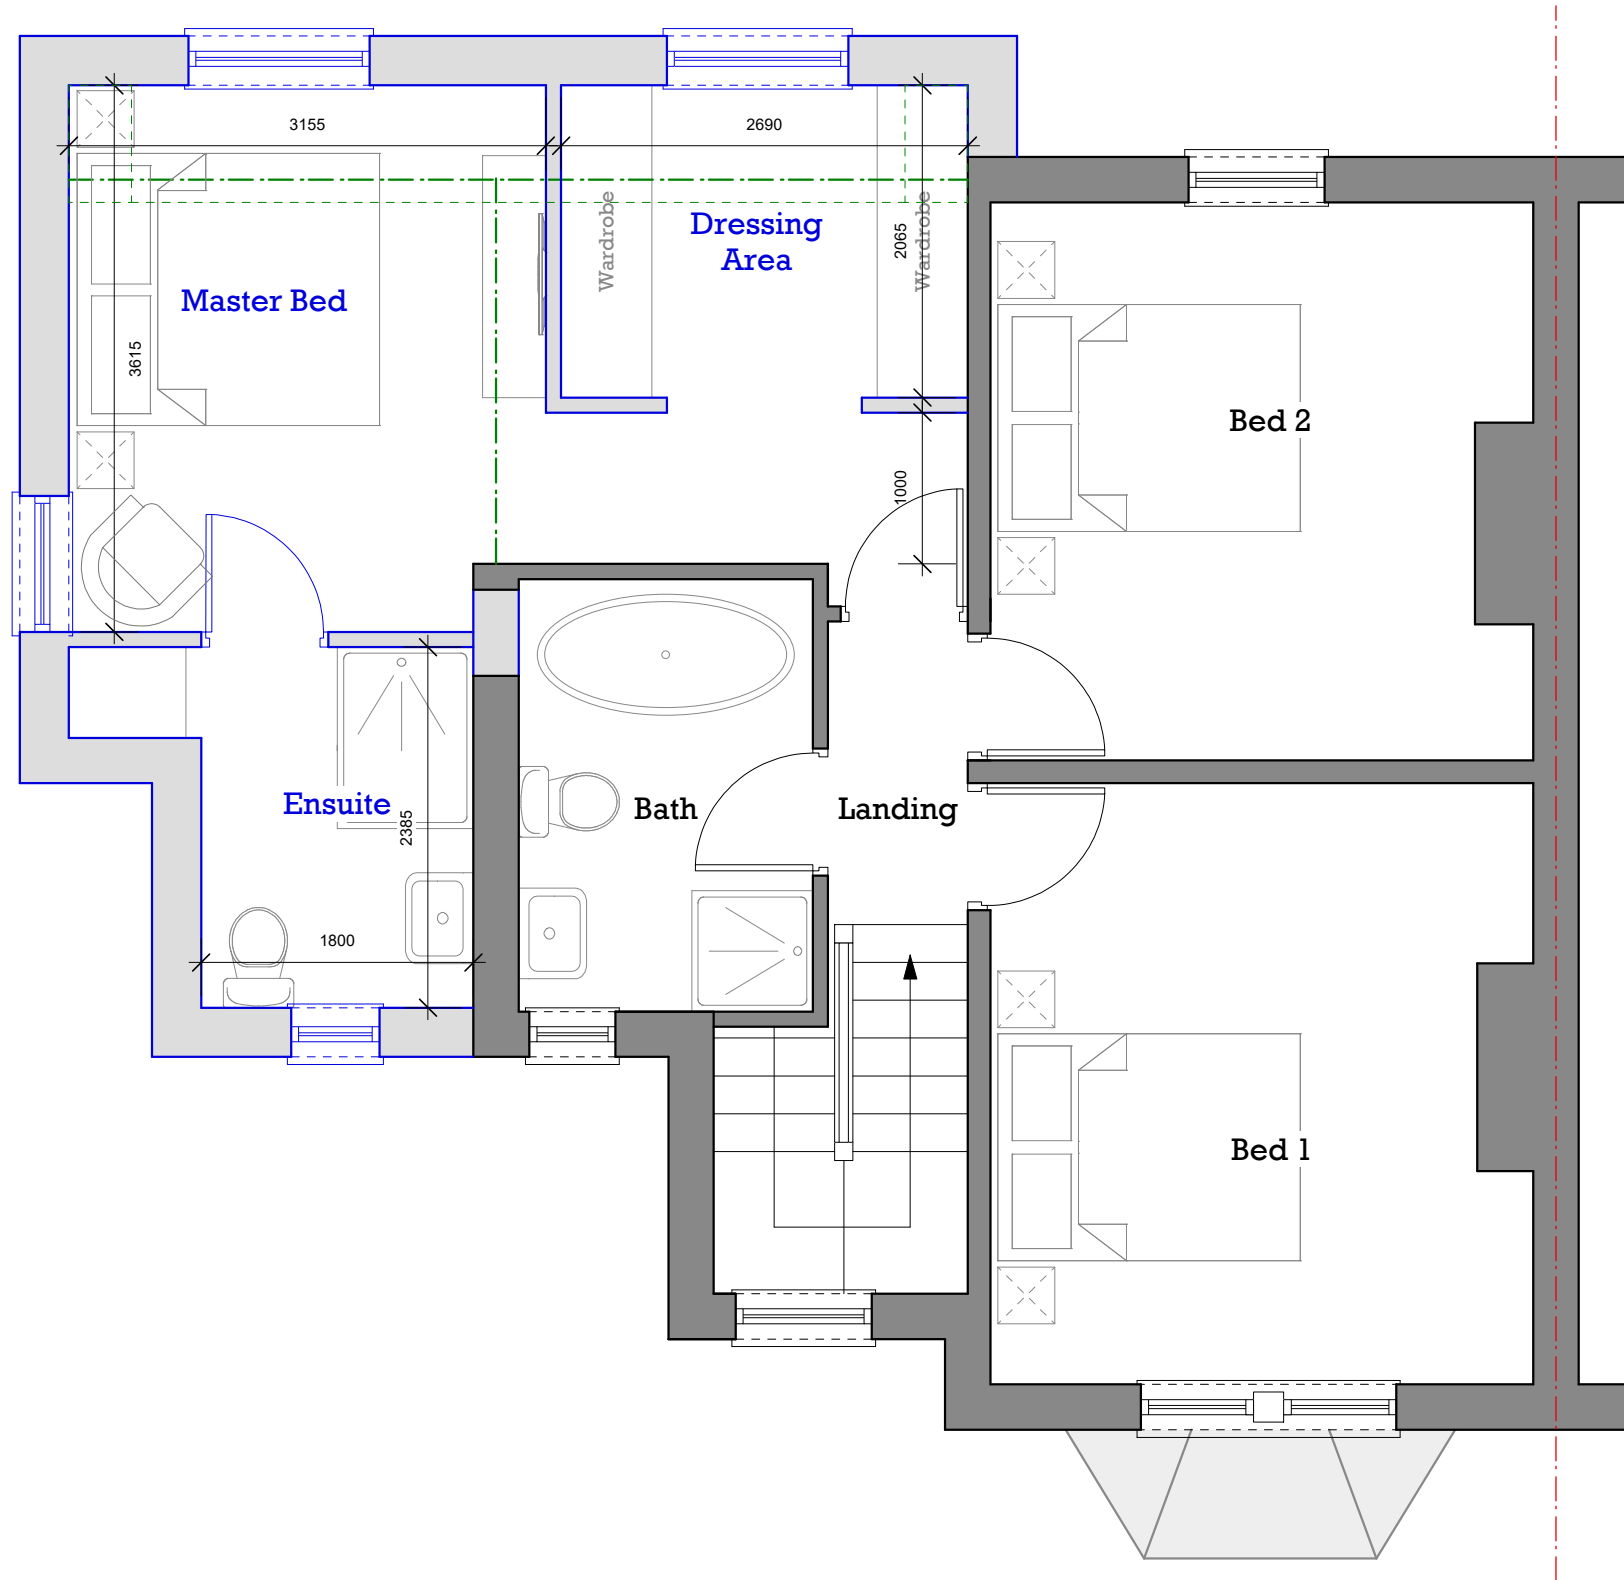 3155
2690
Wardrobe
Dressing
Area
2065
Wardrobe
Master Bed
3615
Bed 2
1000
Ensuite
2385
Bath
Landing
1800
Bed 1